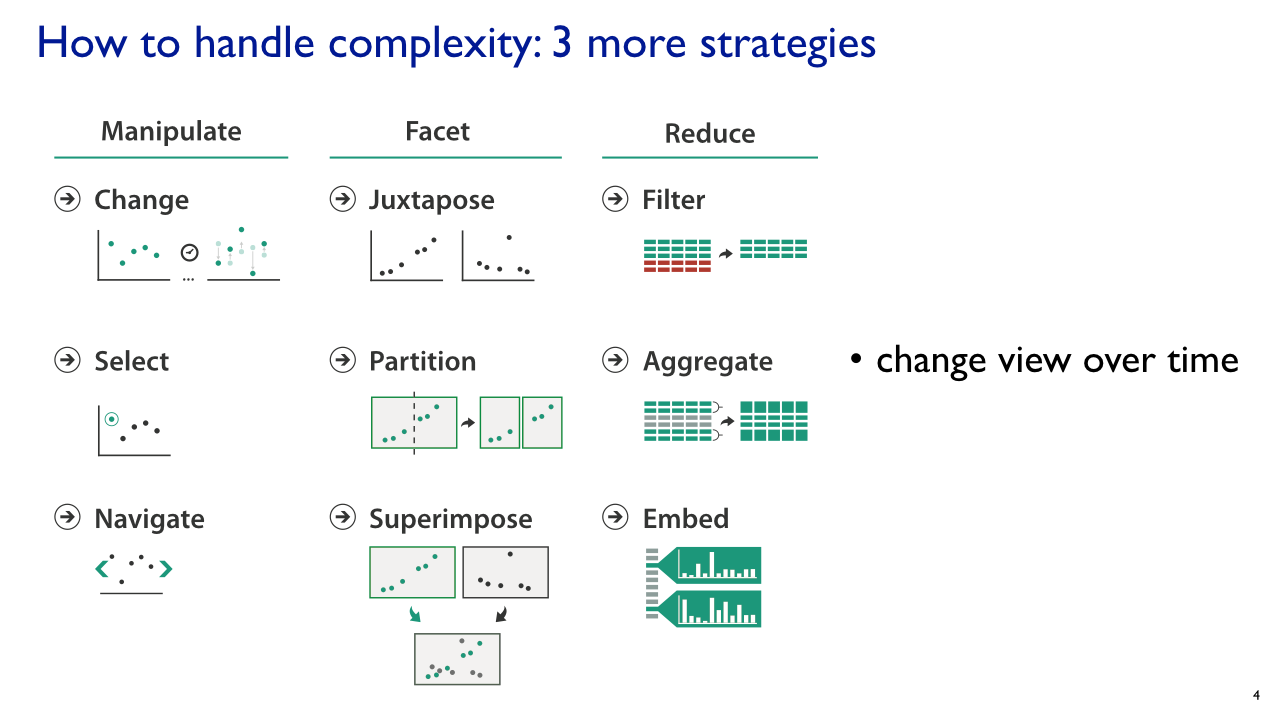 How to handle complexity: 3 more strategies
Manipulate
Facet
Reduce
Change
Juxtapose
Filter
...
Select
Partition
Aggregate
• change view over time
Navigate
Superimpose
Embed
4